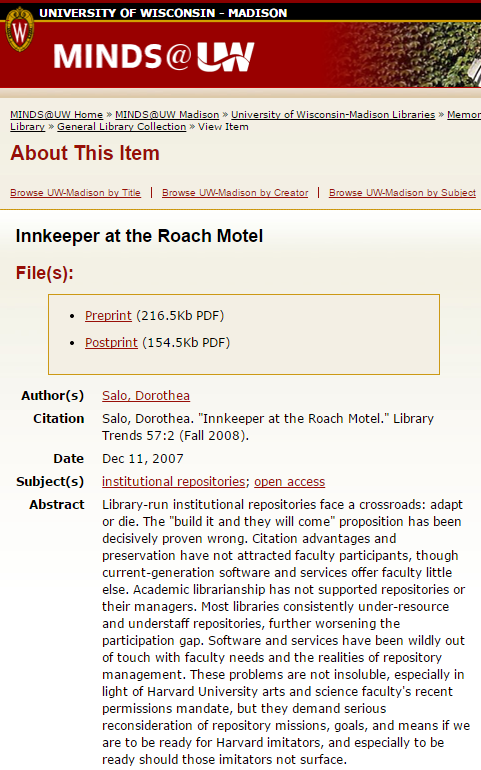 UNIVERSITY OF WISCONSIN - MADISON
W
MINDS@UW
MINDS@UW Home » MINDS@UW Madison » University of Wisconsin-Madison Libraries » Memor
Library » General Library Collection » View Item
About This Item
Browse UW-Madison by Title | Browse UW-Madison by Creator | Browse UW-Madison by Subject
Innkeeper at the Roach Motel
File(s):
• Preprint (216.5Kb PDF)
• Postprint (154.5Kb PDF)
Author(s) Salo, Dorothea
Citation Salo, Dorothea. "Innkeeper at the Roach Motel." Library
Trends 57:2 (Fall 2008).
Date Dec 11, 2007
Subject(s) institutional repositories; open access
Abstract Library-run institutional repositories face a crossroads: adapt
or die. The "build it and they will come" proposition has been
decisively proven wrong. Citation advantages and
preservation have not attracted faculty participants, though
current-generation software and services offer faculty little
else. Academic librarianship has not supported repositories or
their managers. Most libraries consistently under-resource
and understaff repositories, further worsening the
participation gap. Software and services have been wildly out
of touch with faculty needs and the realities of repository
management. These problems are not insoluble, especially in
light of Harvard University arts and science faculty's recent
permissions mandate, but they demand serious
reconsideration of repository missions, goals, and means if we
are to be ready for Harvard imitators, and especially to be
ready should those imitators not surface.